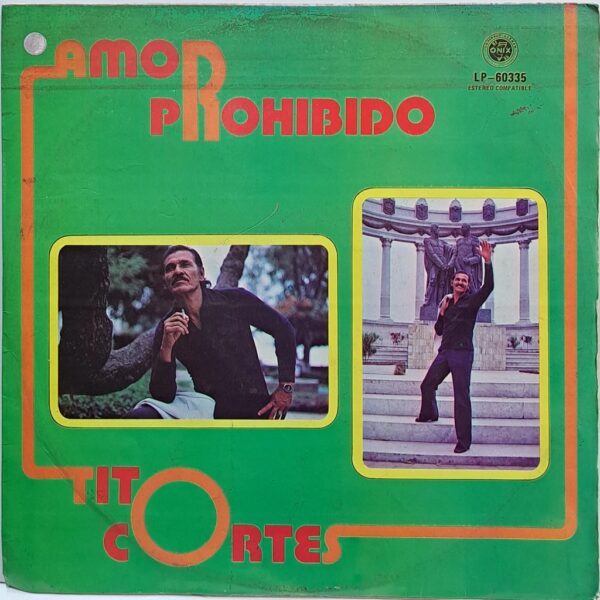 AMOR
PROHIBIDO
ONIX
LP-60335
ESTEREO COMPATIBLE
TITO
CORTES